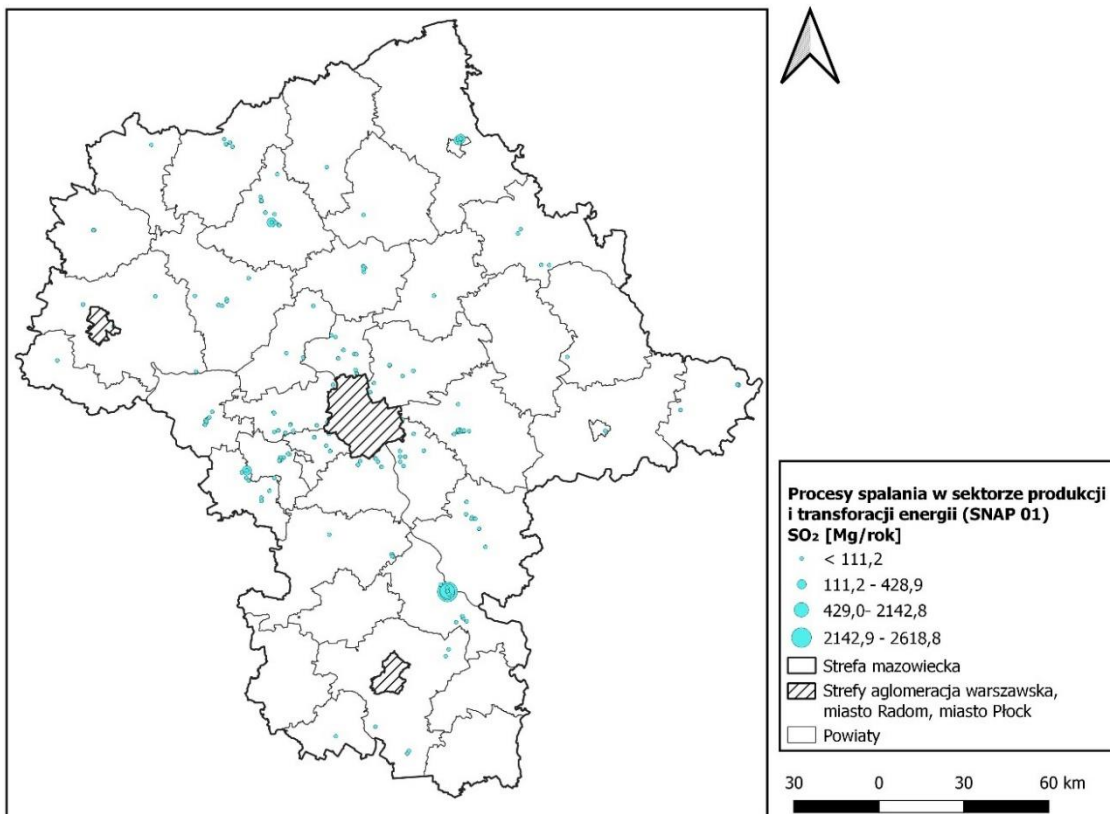 Procesy spalania w sektorze produkcji
i transforacji energii (SNAP 01)
SO₂ [Mg/rok]
< 111,2
111,2 - 428,9
429,0- 2142,8
2142,9 - 2618,8
Strefa mazowiecka
Strefy aglomeracja warszawska,
miasto Radom, miasto Płock
Powiaty
30 0 30 60 km